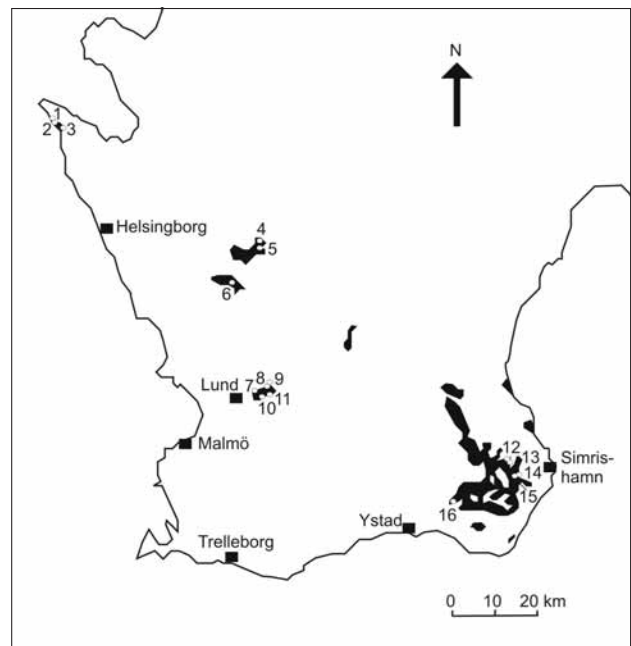 N
1
2 3
Helsingborg
4
5
6
Lund 7 8 9
10 11
Malmö
12 13
14
15
16
Simris-
hamn
Ystad
Trelleborg
0 10 20 km